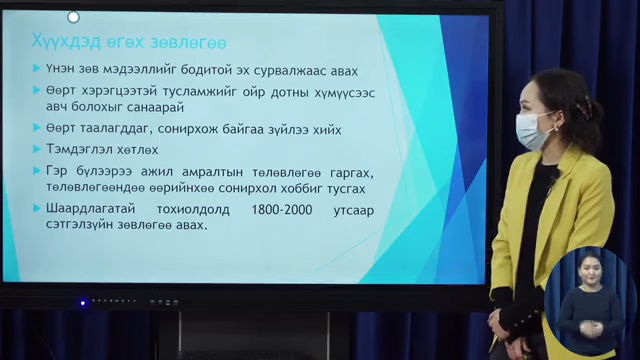 Хүүхдэд өгөх зөвлөгөө
Үнэн зөв мэдээллийг бодитой эх сурвалжаас авах
Өөрт хэрэгцээтэй тусламжийг ойр дотны хүмүүсээс
авч болохыг санаарай
Өөрт таалагддаг, сонирхож байгаа зүйлээ хийх
Тэмдэглэл хөтлөх
Гэр бүлээрээ ажил амралтын төлөвлөгөө гаргах,
төлөвлөгөөндөө өөрийнхөө сонирхол хоббиг тусгах
Шаардлагатай тохиолдолд 1800-2000 утсаар
сэтгэлзүйн зөвлөгөө авах.